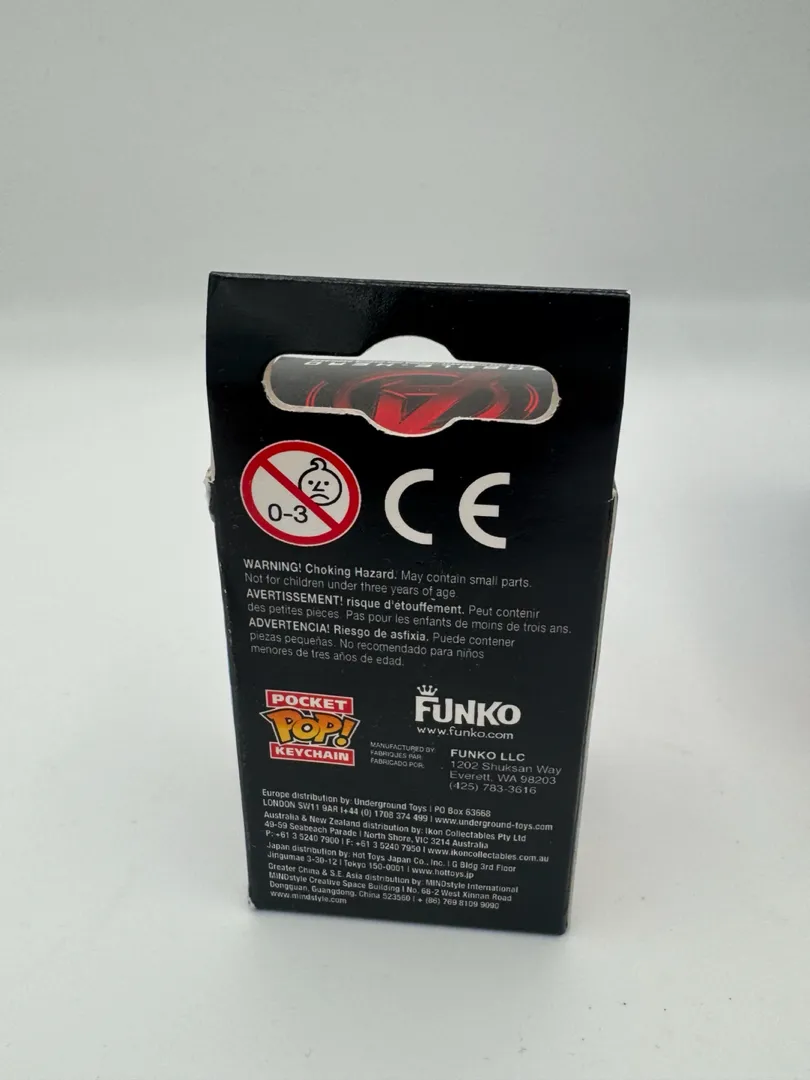 0-3
CE
WARNING! Choking Hazard. May contain small parts.
Not for children under three years of age
AVERTISSEMENT! risque d'étouffement. Peut contenir
des petites pieces. Pas pour les enfants de moins de trois ans.
ADVERTENCIA! Riesgo de asfixia. Puede contener
piezas pequeñas. No recomendado para niños
menores de tres años de edad.
POCKET
POP!
KEYCHAIN
FUNKO
www.funko.com
MANUFACTURED BY:
FABRIQUES PAR:
FABRICADO POR:
FUNKO LLC
1202 Shuksan Way
Everett, WA 98203
(425) 783-3616
Europe distribution by: Underground Toys | PO Box 63668
LONDON SW11 9AR |+44 (0) 1708 374 499 | www.underground-toys.com
Australia & New Zealand distribution by: Ikon Collectables Pty Ltd
49-59 Seabeach Parade | North Shore, VIC 3214 Australia
P: +61 3 5240 7900 | F: +61 3 5240 7950 | www.ikoncollectables.com.au
Japan distribution by: Hot Toys Japan Co., Inc. | G Bldg 3rd Floor
Jingumae 3-30-12 | Tokyo 150-0001 | www.hottoys.jp
Greater China & S.E. Asia distribution by: MINDstyle International
MINDstyle Creative Space Building | No. 68-2 West Xinnan Road
Dongguan, Guangdong, China 523560 | + (86) 769 8109 9090
www.mindstyle.com